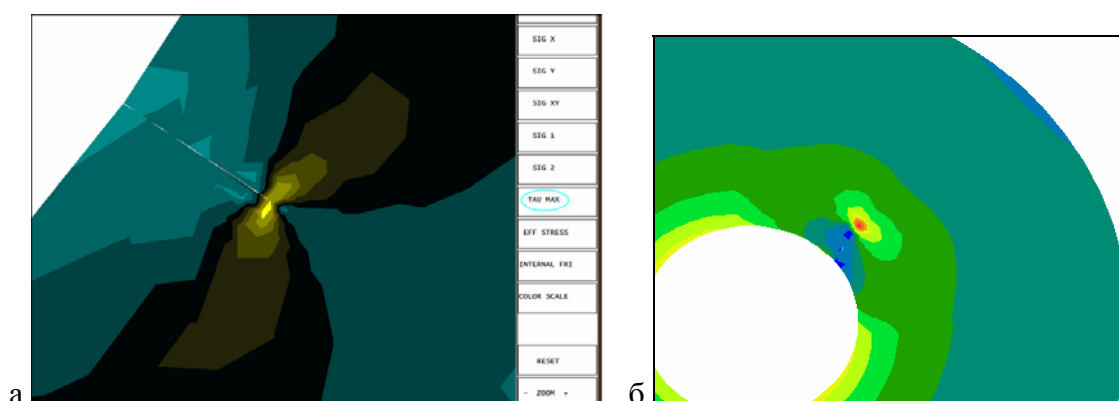 SIG X
SIG Y
SIG XY
SIG 1
SIG 2
TAU MAX
EFF STRESS
INTERNAL FRI
COLOR SCALE
RESET
- ZOOM +
а
б